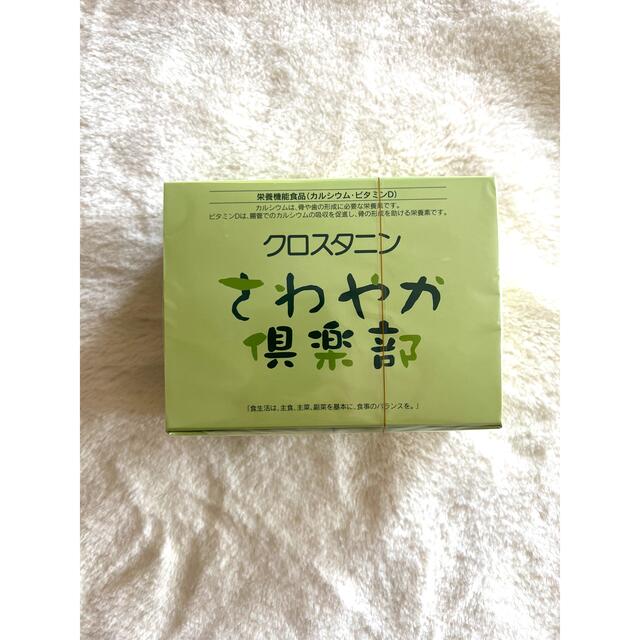 栄養機能食品(カルシウム・ビタミンD)
カルシウムは、骨や歯の形成に必要な栄養素です。
ビタミンDは、腸管でのカルシウムの吸収を促進し、骨の形成を助ける栄養素です。
クロスタニン
さわやか
倶楽部
「食生活は、主食、主菜、副菜を基本に、食事のバランスを。」